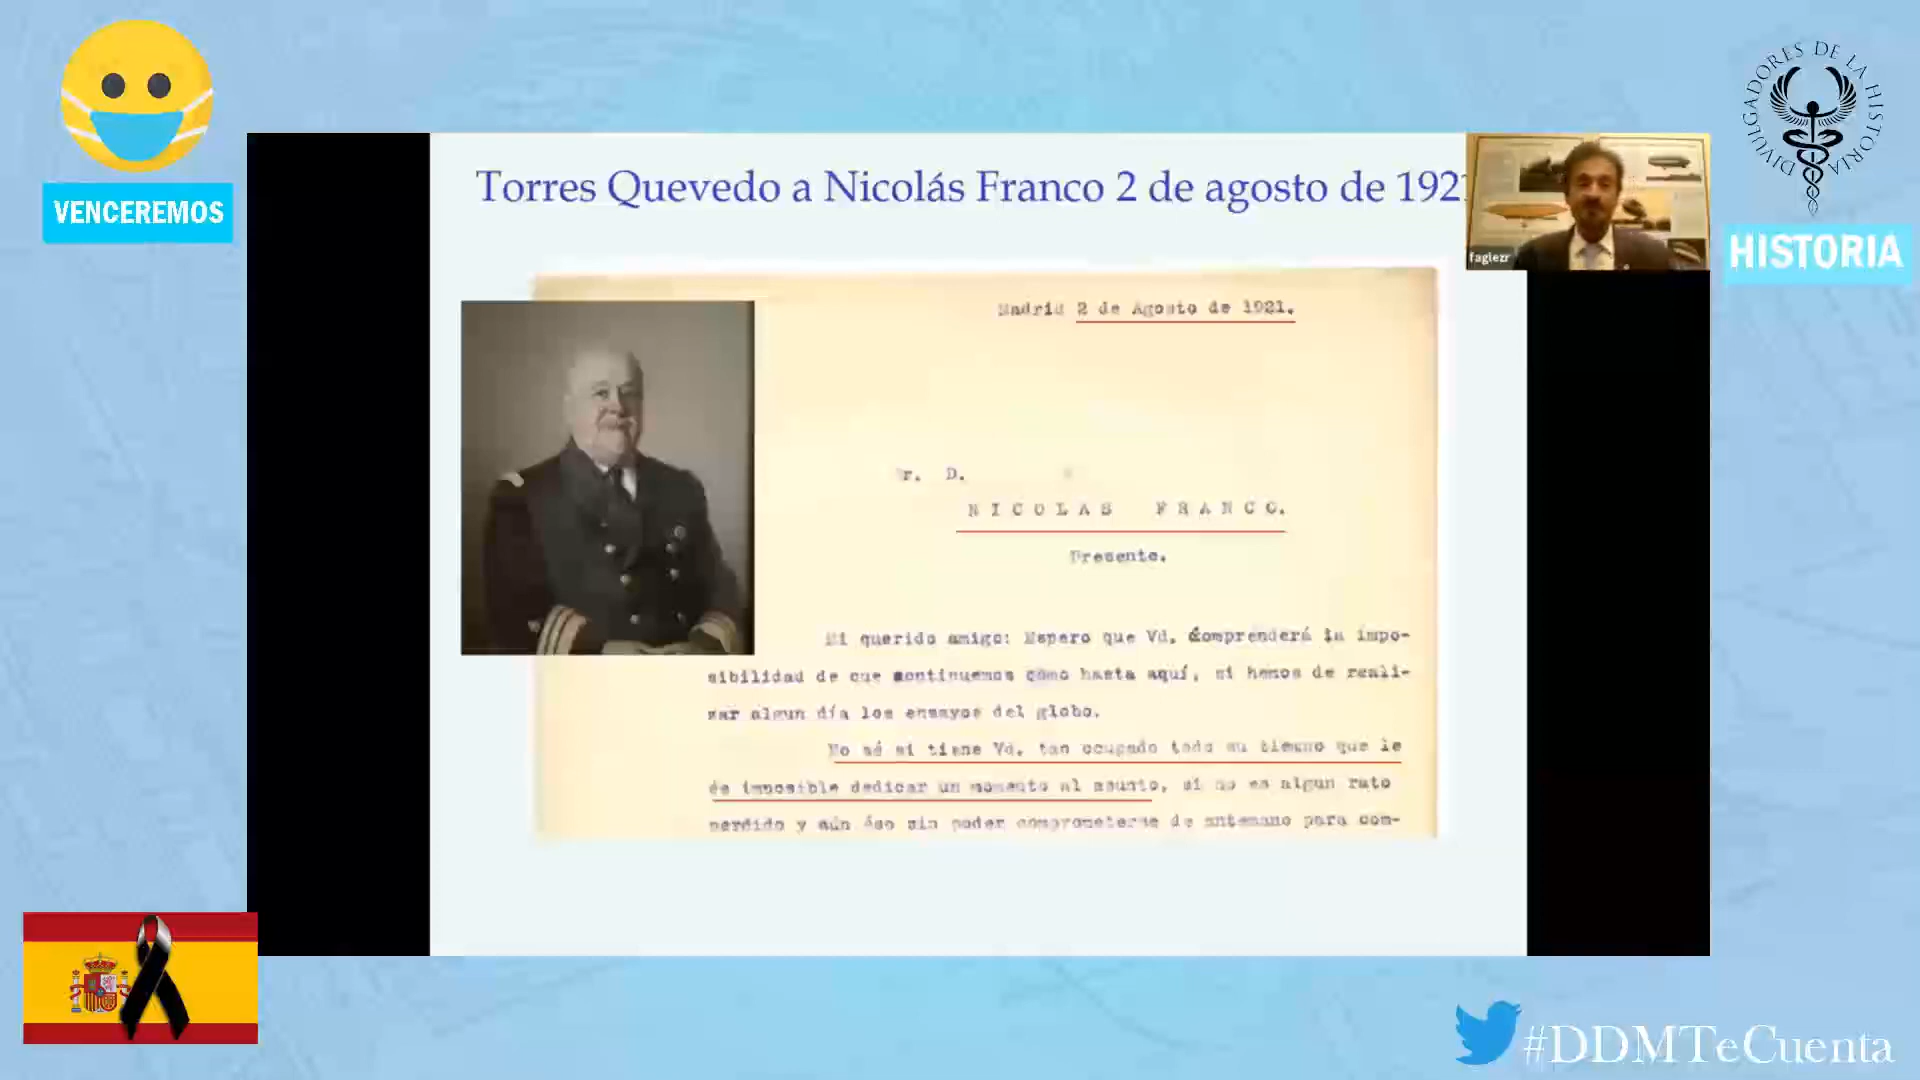 VENCEREMOS
DIVULGADORES DE LA HISTORIA
HISTORIA
Torres Quevedo a Nicolás Franco 2 de agosto de 192
faglezr
Madrid 2 de Agosto de 1921.
r. D.
NICOLAS FRANCO.
Presente.
Mi querido amigo: Espero que Vd. comprenderá la impo-
sibilidad de que continuemos como hasta aquí, si hemos de reali-
zar algun día los ensayos del globo.
No sé si tiene Vd. tan ocupado todo su tiempo que le
és imposible dedicar un momento al asunto, si no es algun rato
perdido y aún éso sin poder comprometerse de antemano para com-
#DDMTeCuenta